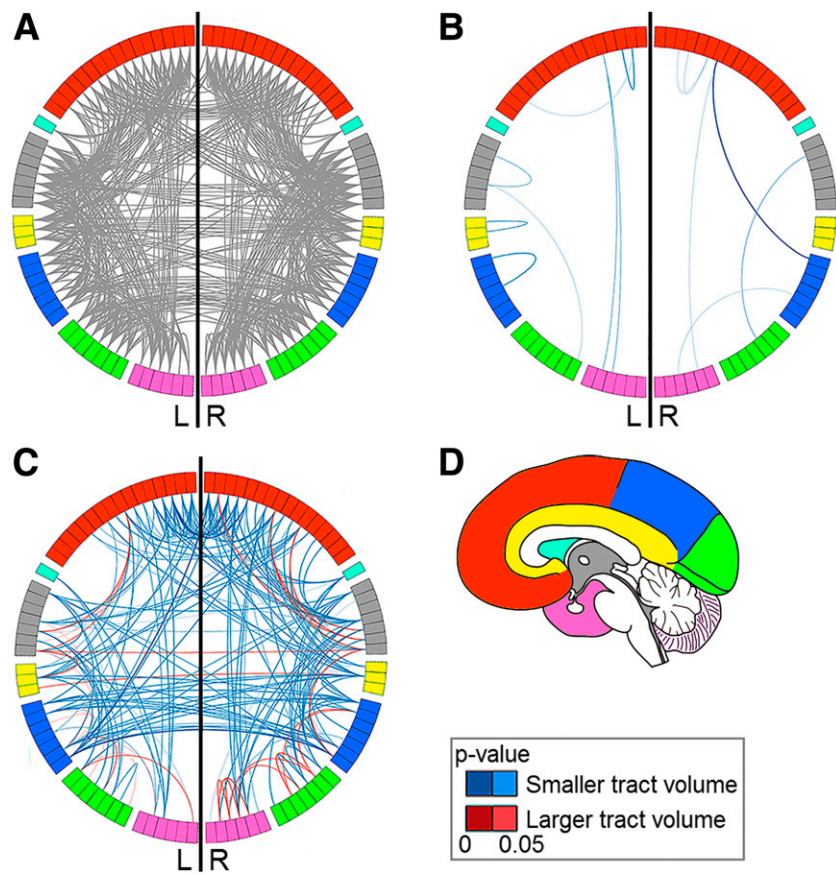 A
B
L R
L R
C
D
L R
p-value
Smaller tract volume
Larger tract volume
0 0.05